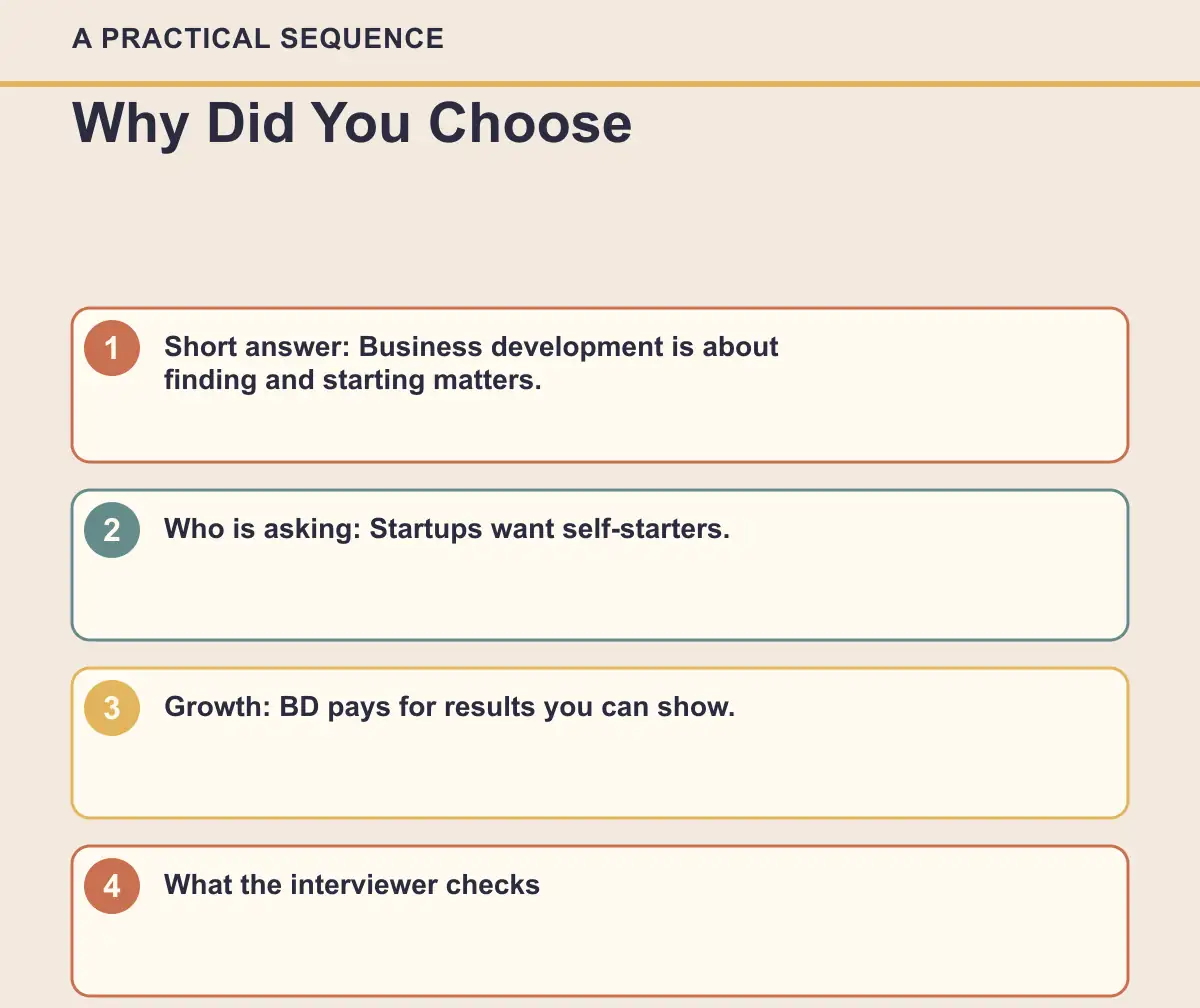 A PRACTICAL SEQUENCE
Why Did You Choose
1
Short answer: Business development is about
finding and starting matters.
2
Who is asking: Startups want self-starters.
3
Growth: BD pays for results you can show.
4
What the interviewer checks